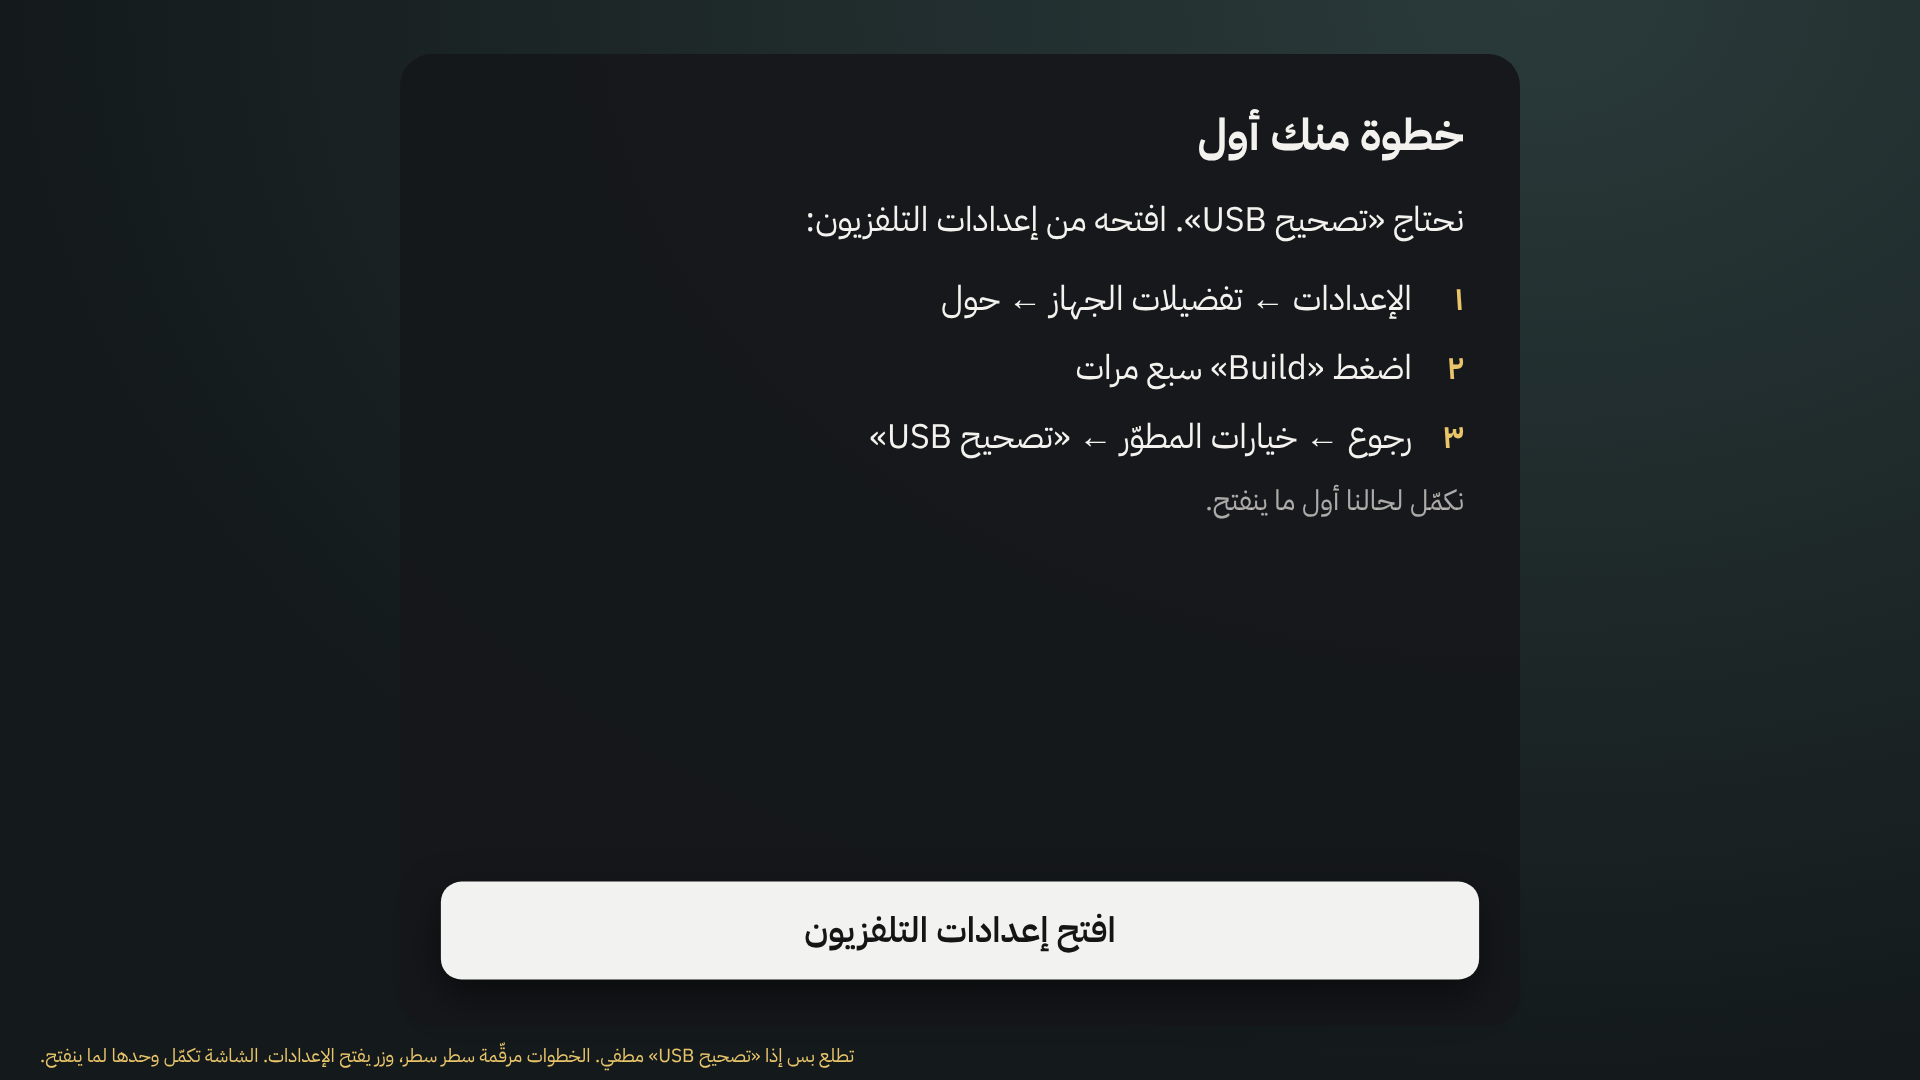 خطوة منك أول
نحتاج «تصحيح USB». افتحه من إعدادات التلفزيون:
١ الإعدادات ← تفضيلات الجهاز ← حول
٢ اضغط «Build» سبع مرات
٣ رجوع ← خيارات المطوّر ← «تصحيح USB»
نكمّل لحالنا أول ما ينفتح.
افتح إعدادات التلفزيون
تطلع بس إذا «تصحيح USB» مطفي. الخطوات مرقّمة سطر سطر، وزر يفتح الإعدادات. الشاشة تكمّل وحدها لما ينفتح.